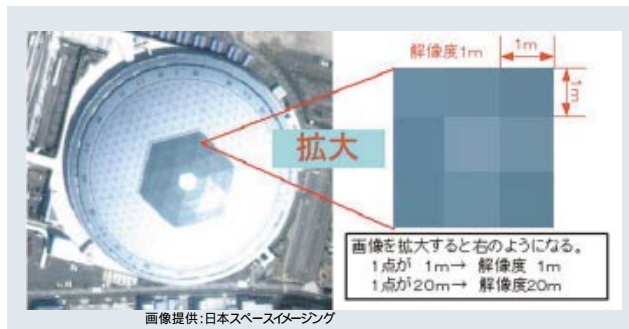 解像度1m
1m
1m
拡大
画像を拡大すると右のようになる。
1点が 1m→ 解像度 1m
1点が20m→ 解像度20m
画像提供:日本スペースイメージング